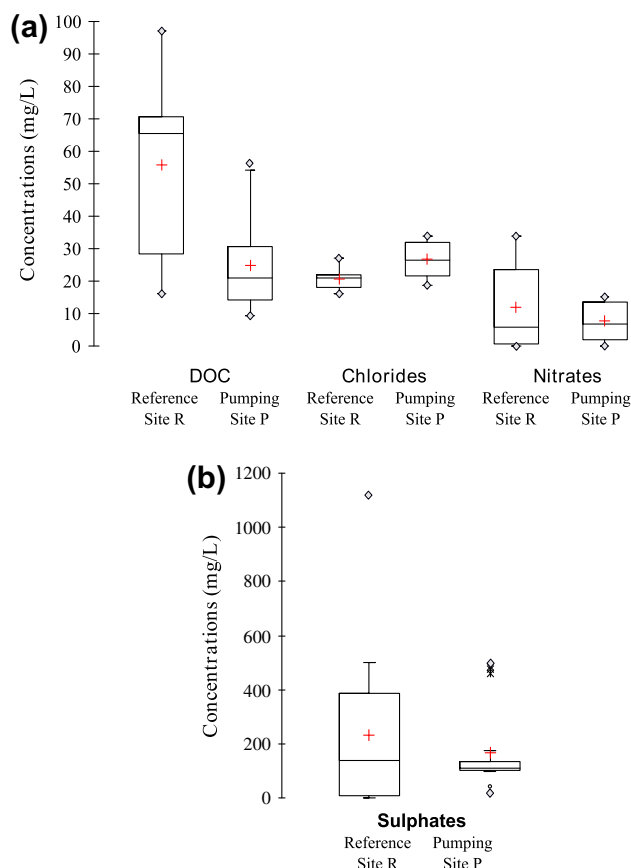 (a)
Concentrations (mg/L)
100
90
80
70
60
50
40
30
20
10
0
DOC Chlorides Nitrates
Reference Pumping Reference Pumping Reference Pumping
Site R Site P Site R Site P Site R Site P
(b)
Concentrations (mg/L)
1200
1000
800
600
400
200
0
Sulphates
Reference Pumping
Site R Site P